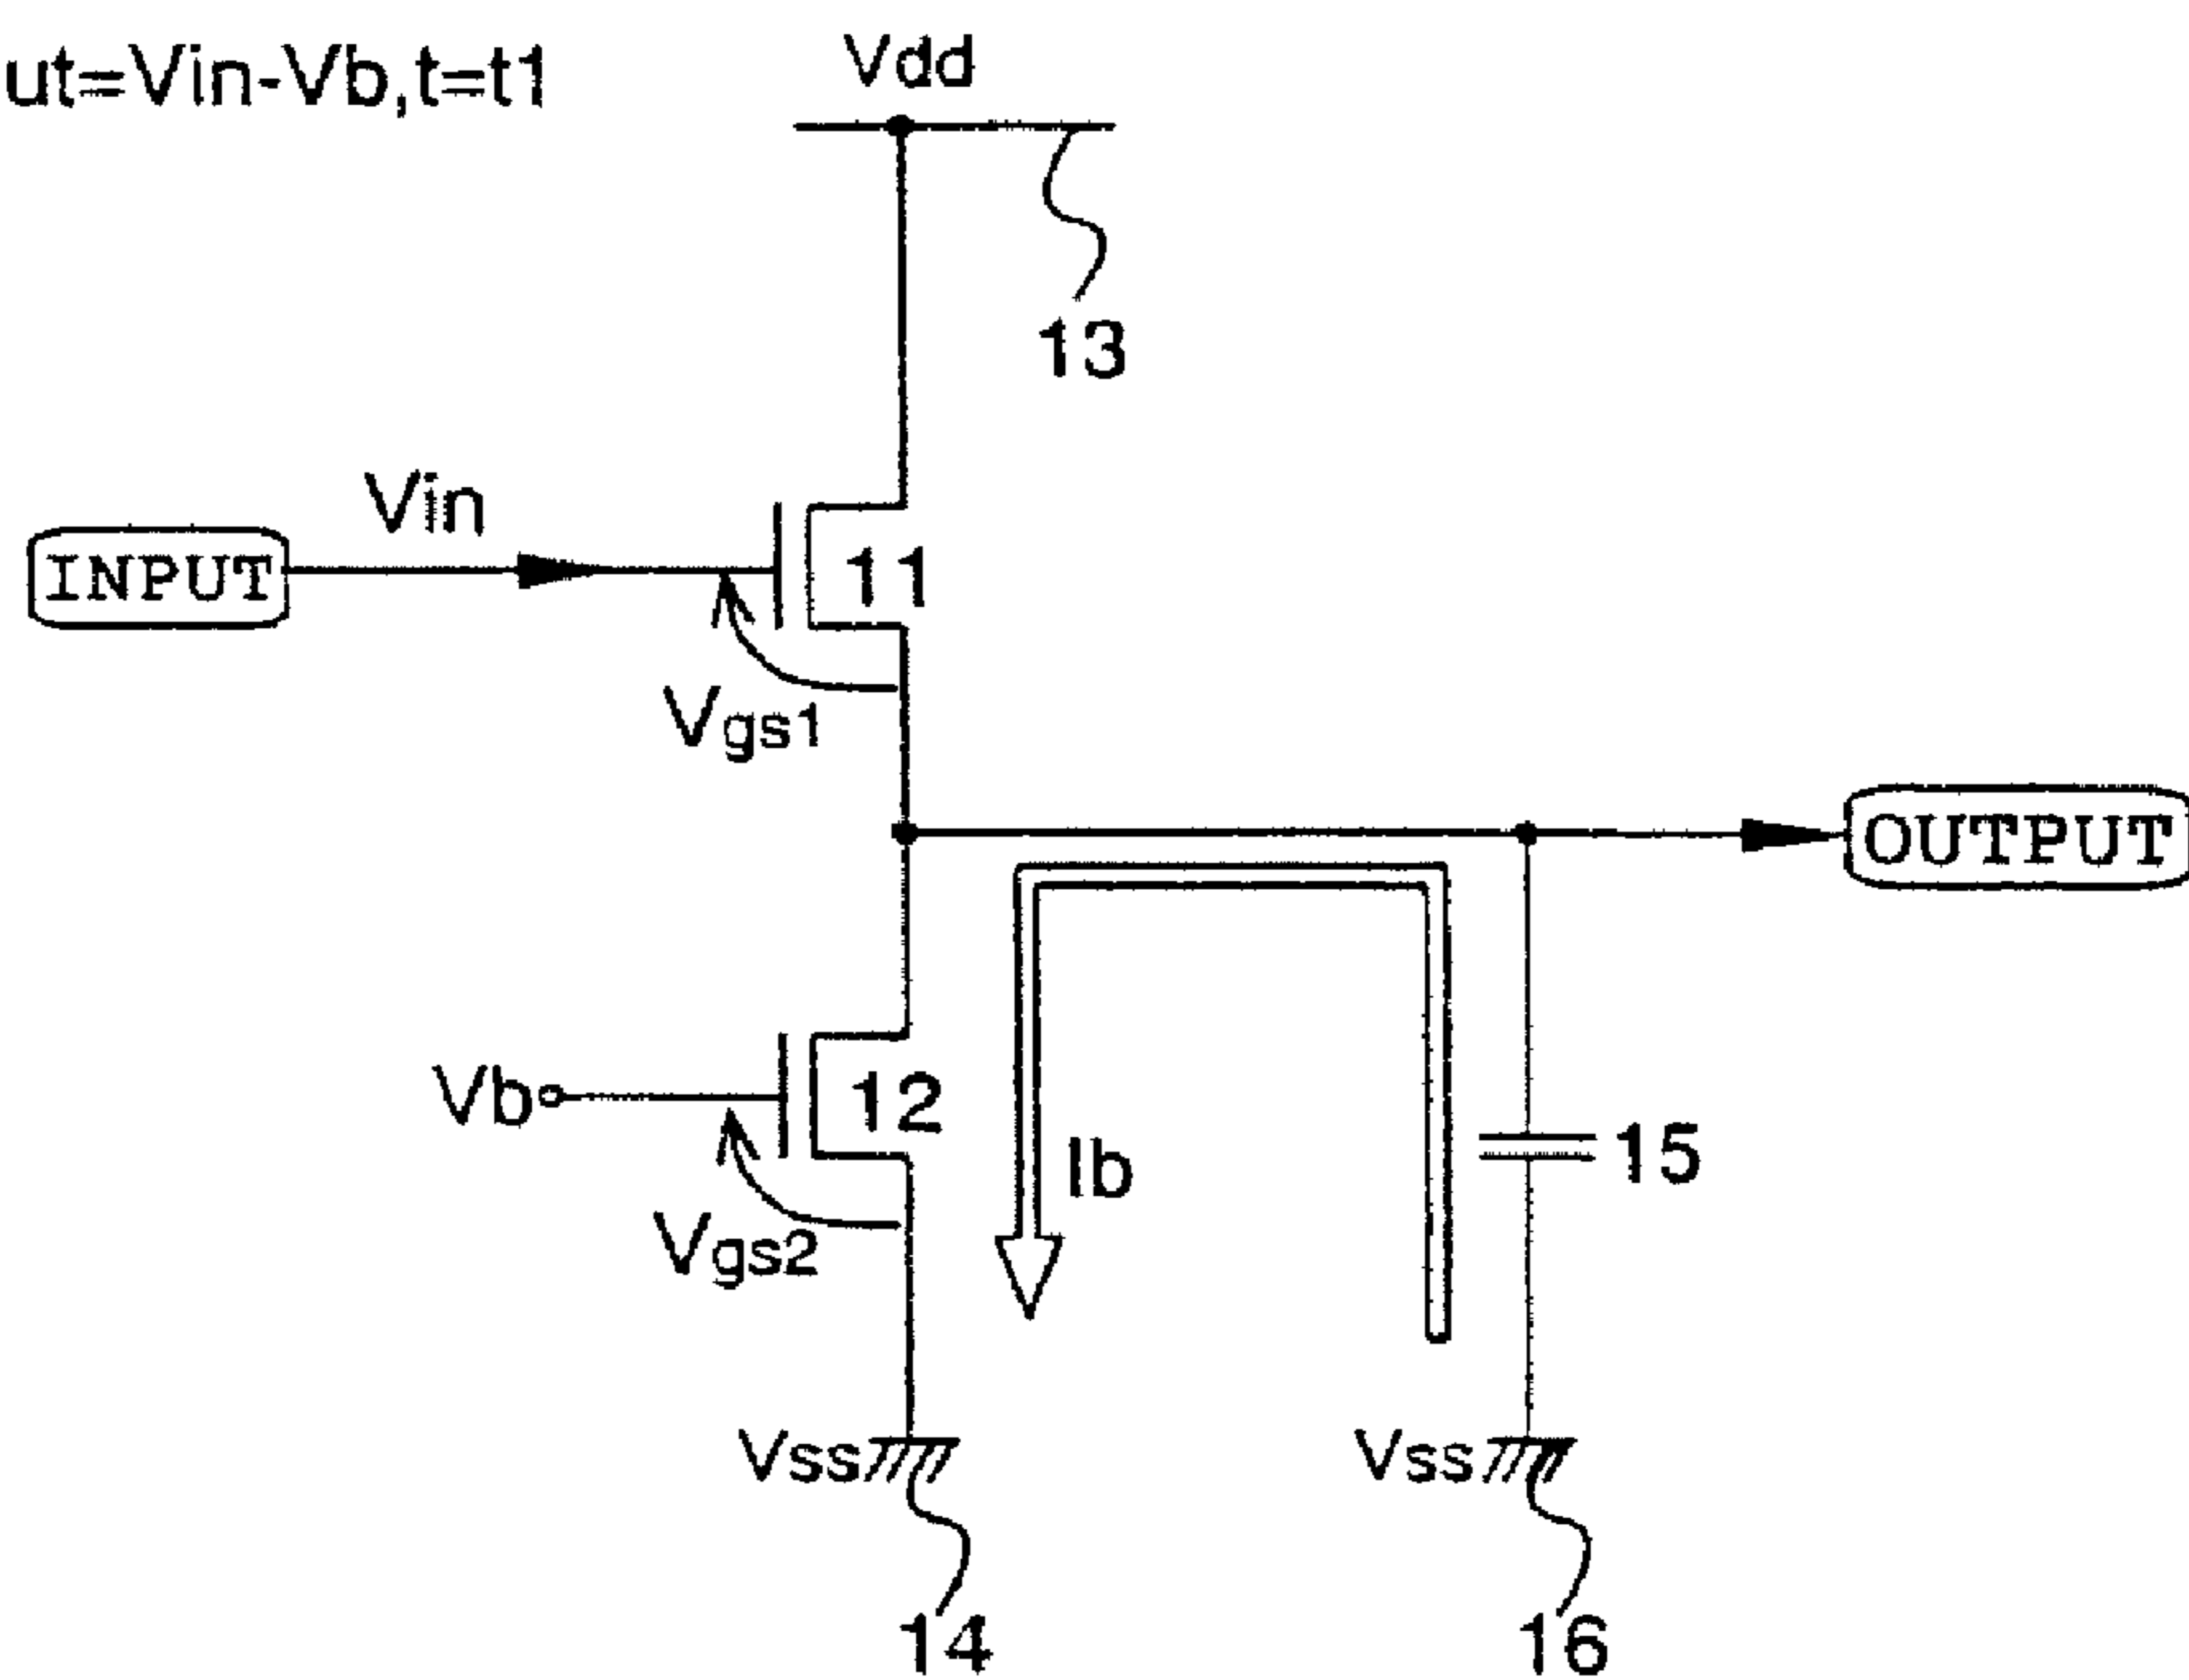 ut=Vin-Vb,t=t1
Vdd
13
Vin
INPUT
11
Vgs1
OUTPUT
Vb
12
Ib
15
Vgs2
Vss
Vss
14
16